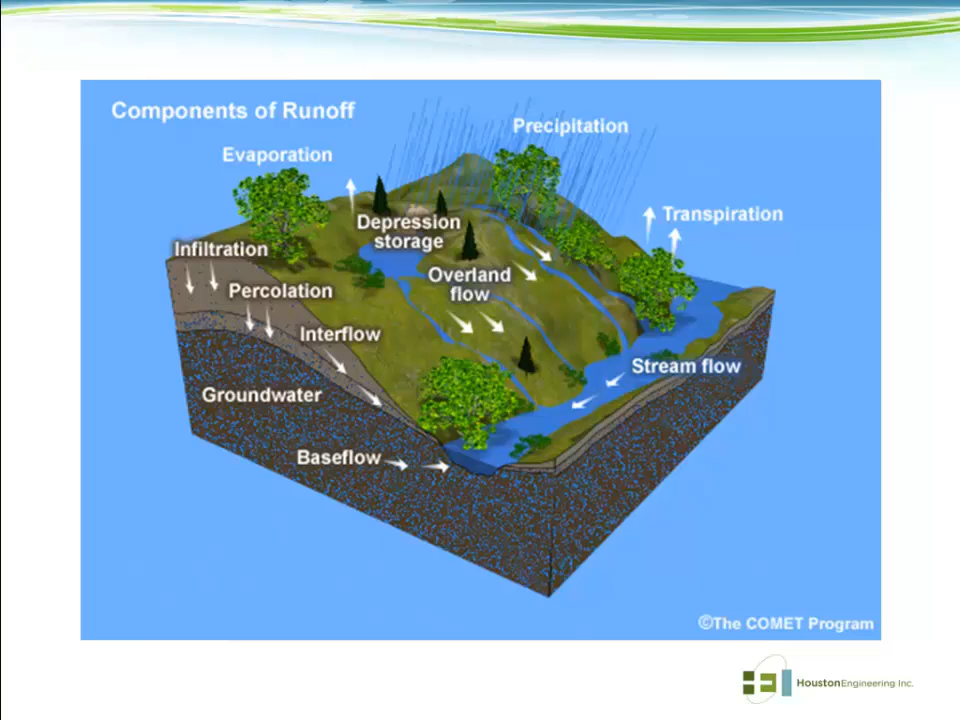 Components of Runoff
Precipitation
Evaporation
Transpiration
Depression
storage
Infiltration
Overland
flow
Percolation
Interflow
Stream flow
Groundwater
Baseflow
©The COMET Program
HoustonEngineering Inc.